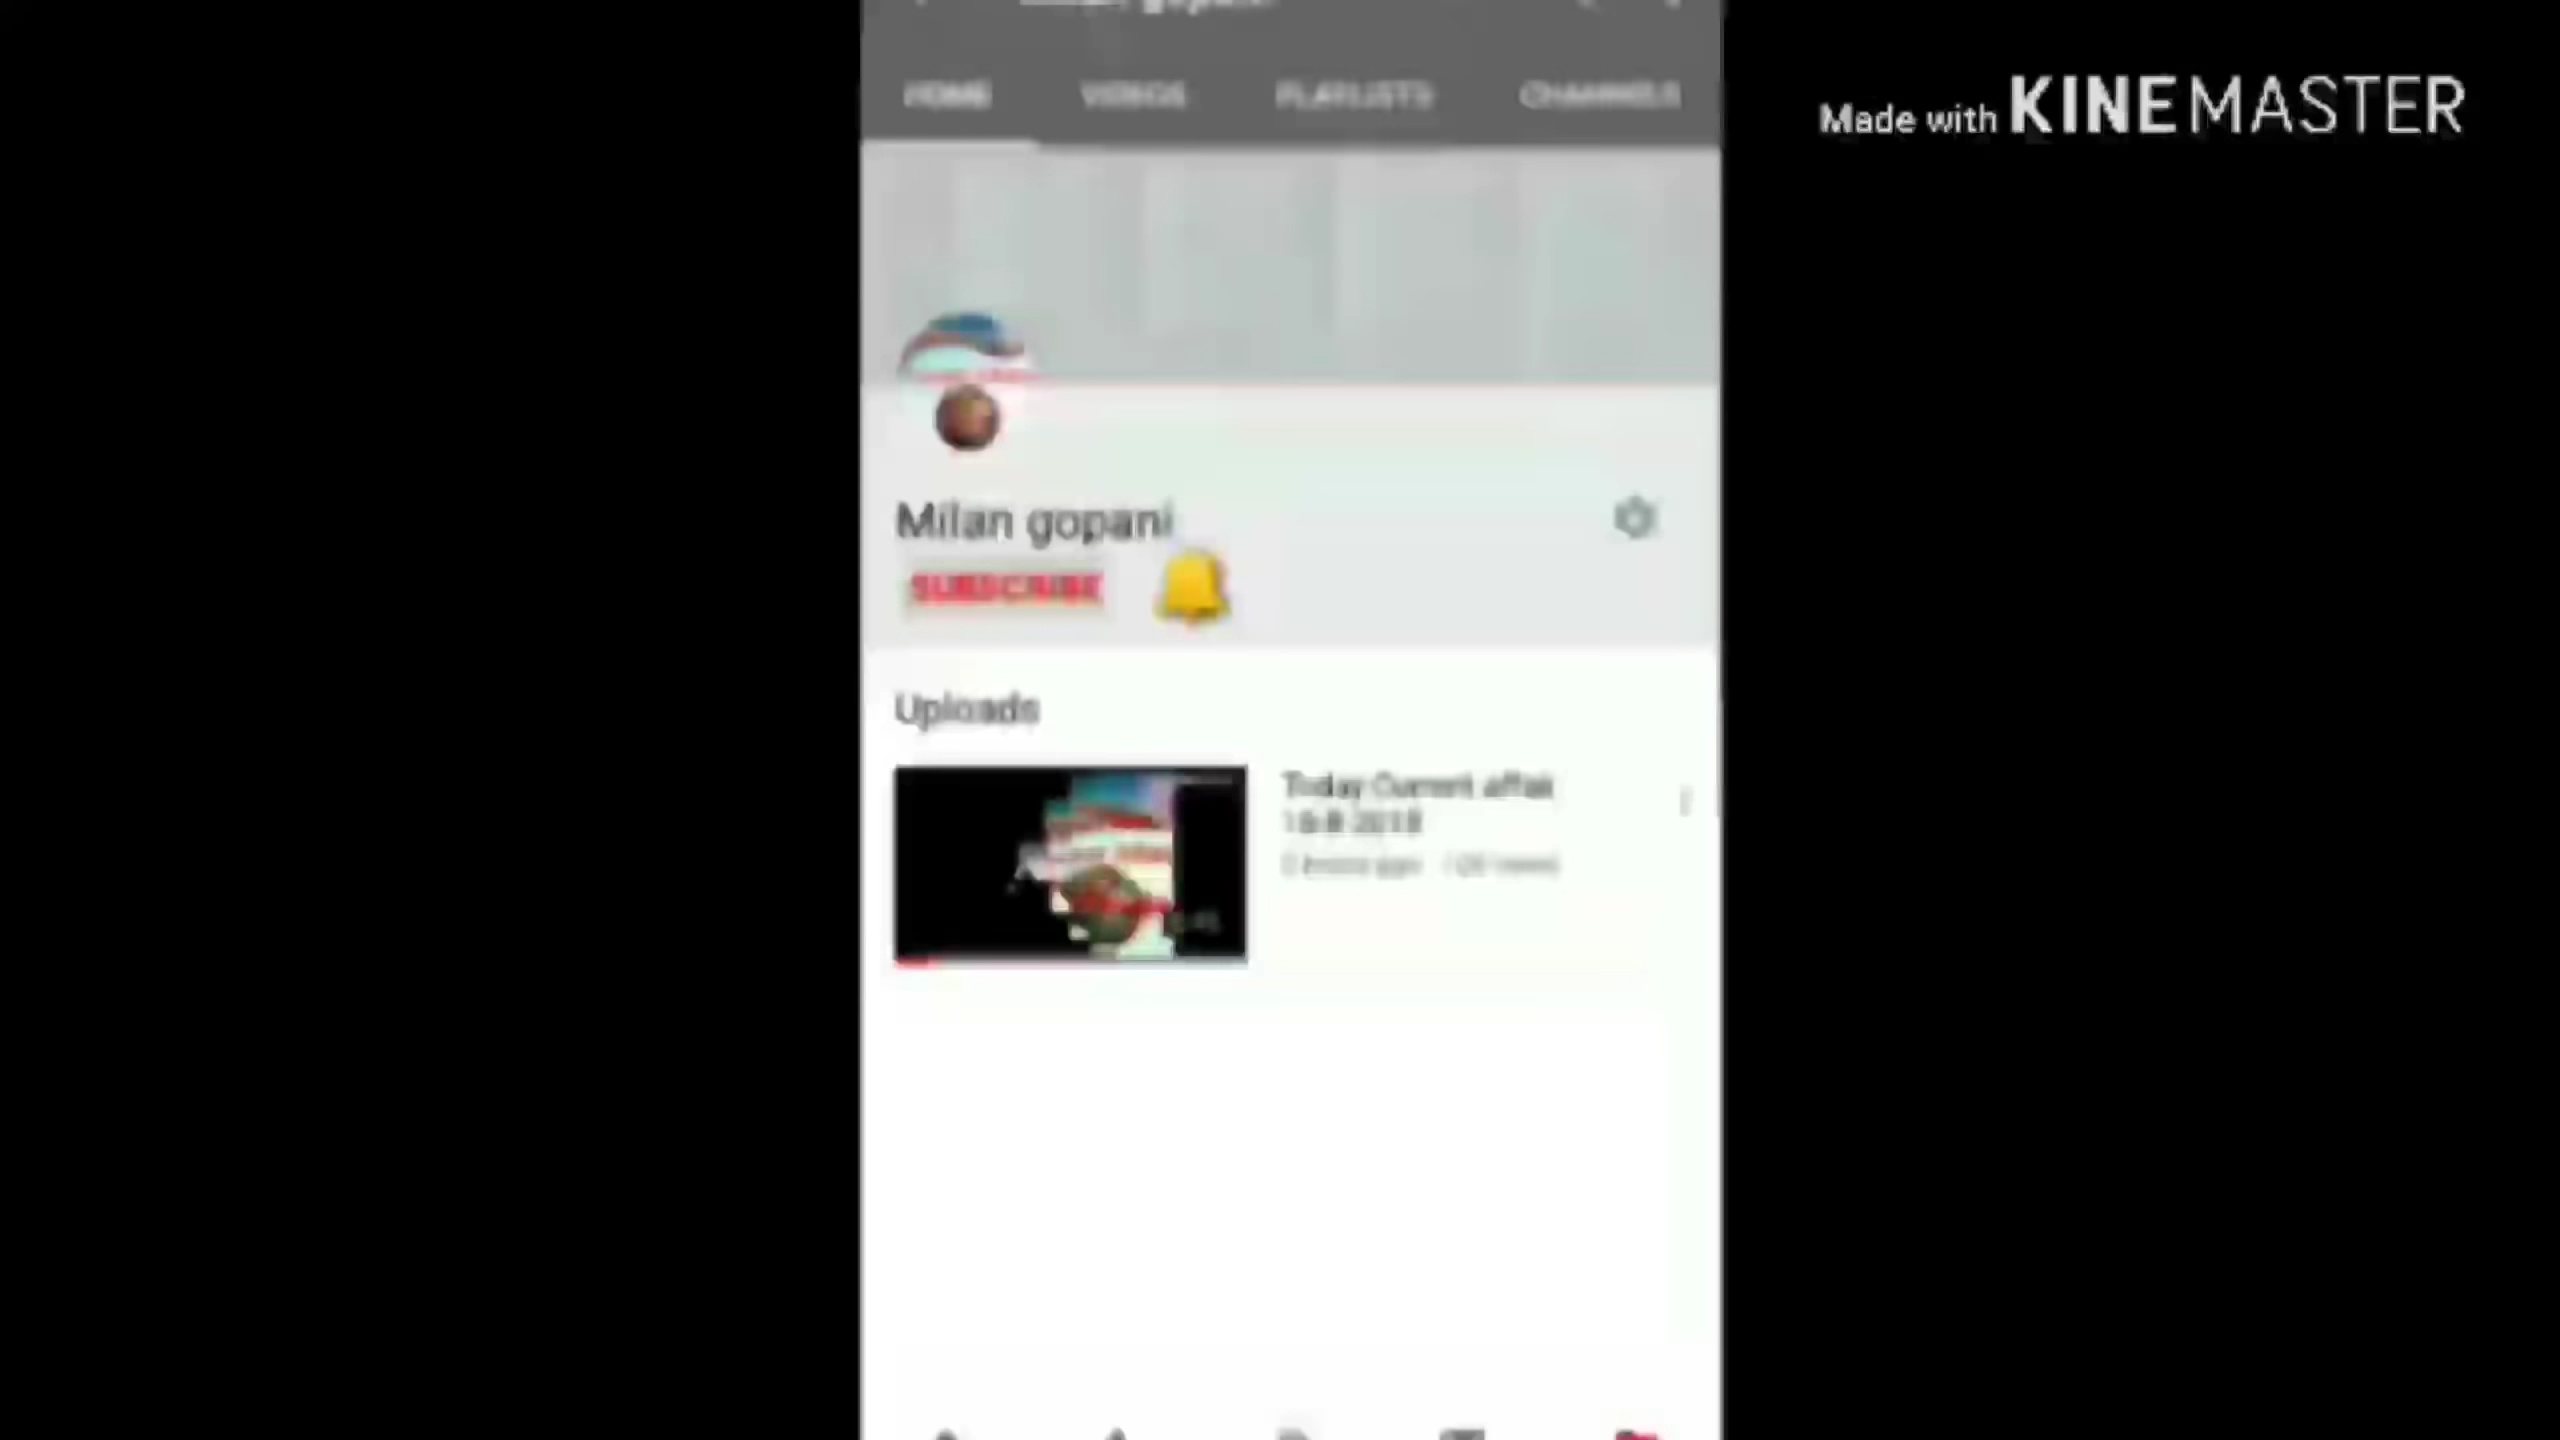 Made with KINEMASTER
HOME VIDEOS PLAYLISTS CHANNELS
Milan gopani
SUBSCRIBE
Uploads
Today Current affair